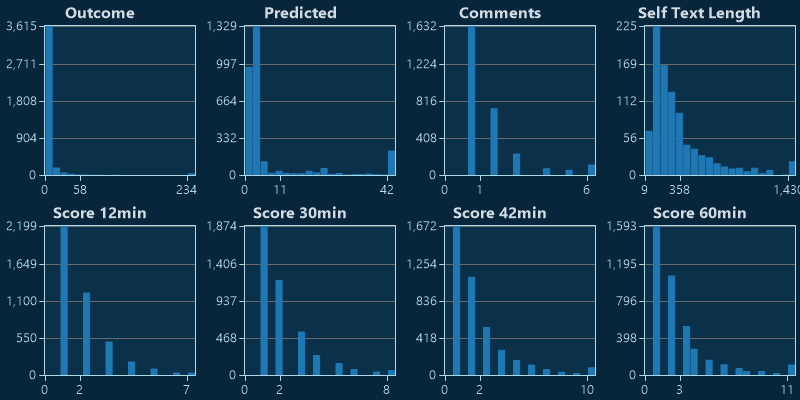 Outcome
3,615
2,711
1,808
904
0
0 58 234
Predicted
1,329
997
664
332
0
0 11 42
Comments
1,632
1,224
816
408
0
0 1 6
Self Text Length
225
169
112
56
0
9 358 1,430
Score 12min
2,199
1,649
1,100
550
0
0 2 7
Score 30min
1,874
1,406
937
468
0
0 2 8
Score 42min
1,672
1,254
836
418
0
0 2 10
Score 60min
1,593
1,195
796
398
0
0 3 11